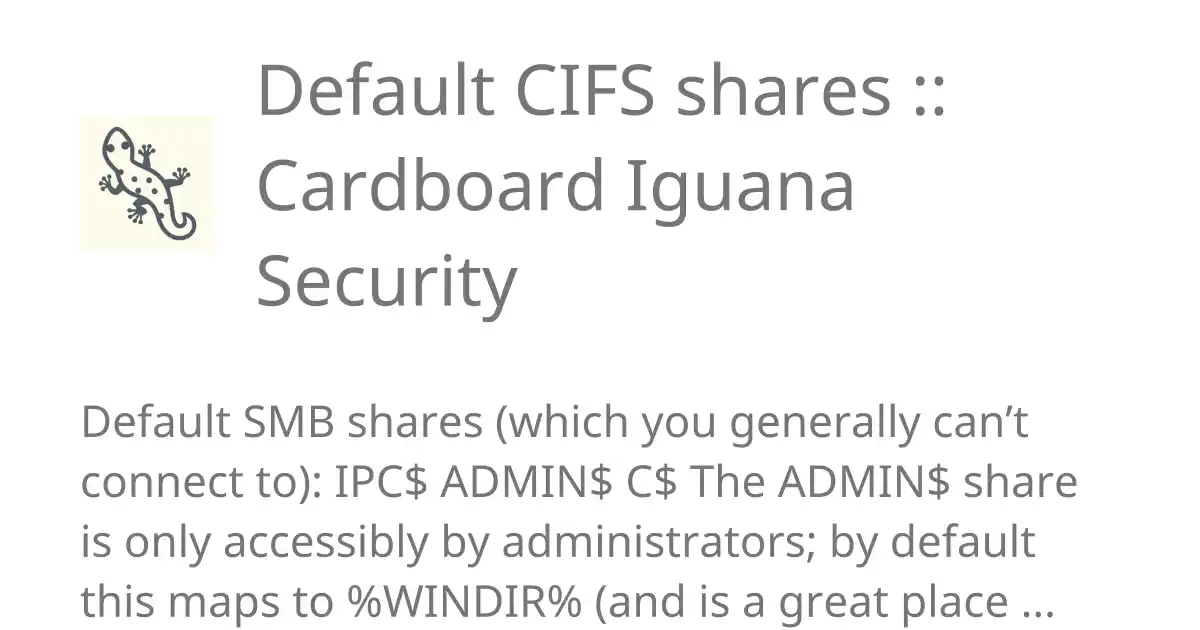 Default CIFS shares ::
Cardboard Iguana
Security
Default SMB shares (which you generally can’t
connect to): IPC$ ADMIN$ C$ The ADMIN$ share
is only accessibly by administrators; by default
this maps to %WINDIR% (and is a great place ...